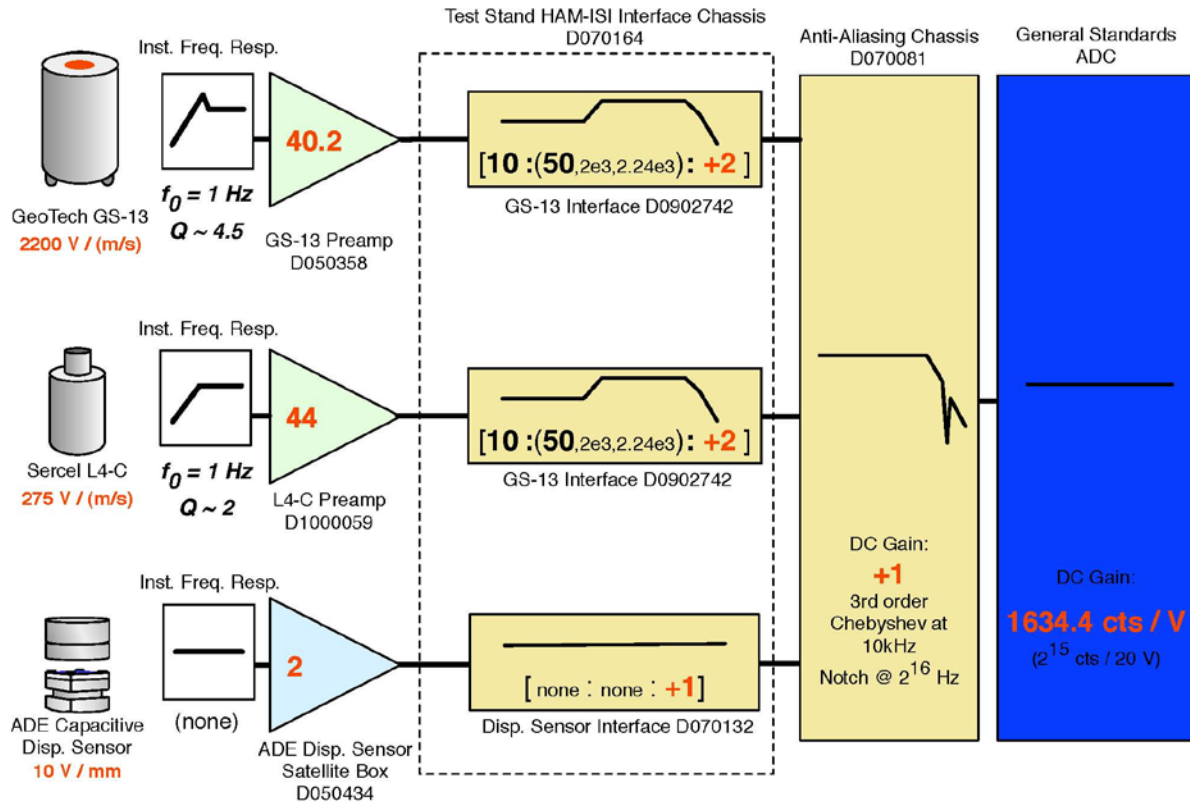 Test Stand HAM-ISI Interface Chassis
D070164
Anti-Aliasing Chassis
D070081
General Standards
ADC
Inst. Freq. Resp.
40.2
[10 :(50,2e3,2.24e3): +2 ]
GS-13 Interface D0902742
f0 = 1 Hz
Q ~ 4.5
GeoTech GS-13
2200 V / (m/s)
GS-13 Preamp
D050358
Inst. Freq. Resp.
44
[10 :(50,2e3,2.24e3): +2 ]
GS-13 Interface D0902742
f0 = 1 Hz
Q ~ 2
Sercel L4-C
275 V / (m/s)
L4-C Preamp
D1000059
Inst. Freq. Resp.
2
[ none : none : +1]
Disp. Sensor Interface D070132
(none)
ADE Capacitive
Disp. Sensor
10 V / mm
ADE Disp. Sensor
Satellite Box
D050434
DC Gain:
+1
3rd order
Chebyshev at
10kHz
Notch @ 2^16 Hz
DC Gain:
1634.4 cts / V
(2^15 cts / 20 V)